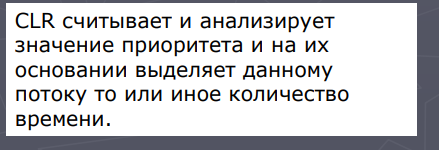 CLR считывает и анализирует
значение приоритета и на их
основании выделяет данному
потоку то или иное количество
времени.